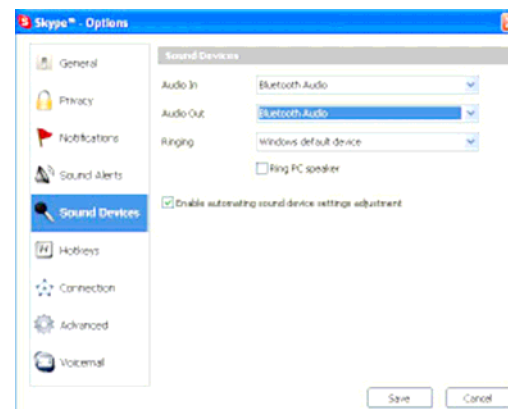 Skype™ - Options
General
Privacy
Notifications
Sound Alerts
Sound Devices
Hotkeys
Connection
Advanced
Voicemail
Sound Devices
Audio In
Bluetooth Audio
Audio Out
Bluetooth Audio
Ringing
Windows default device
Ring PC speaker
Enable automating sound device settings adjustment
Save
Cancel